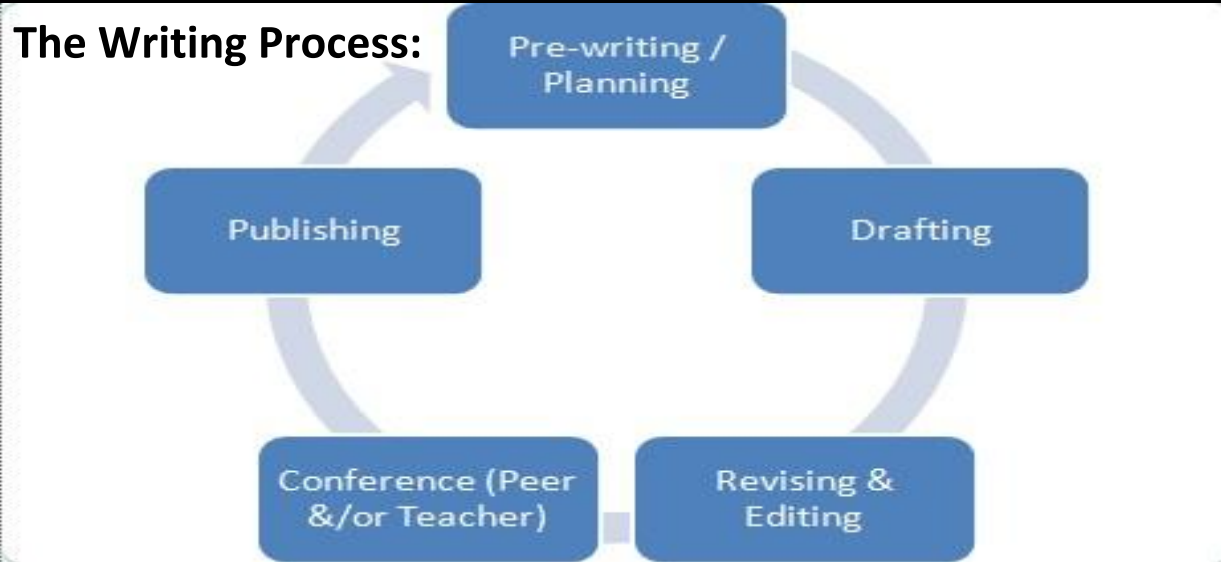 The Writing Process:
Pre-writing /
Planning
Drafting
Revising &
Editing
Conference (Peer
&/or Teacher)
Publishing